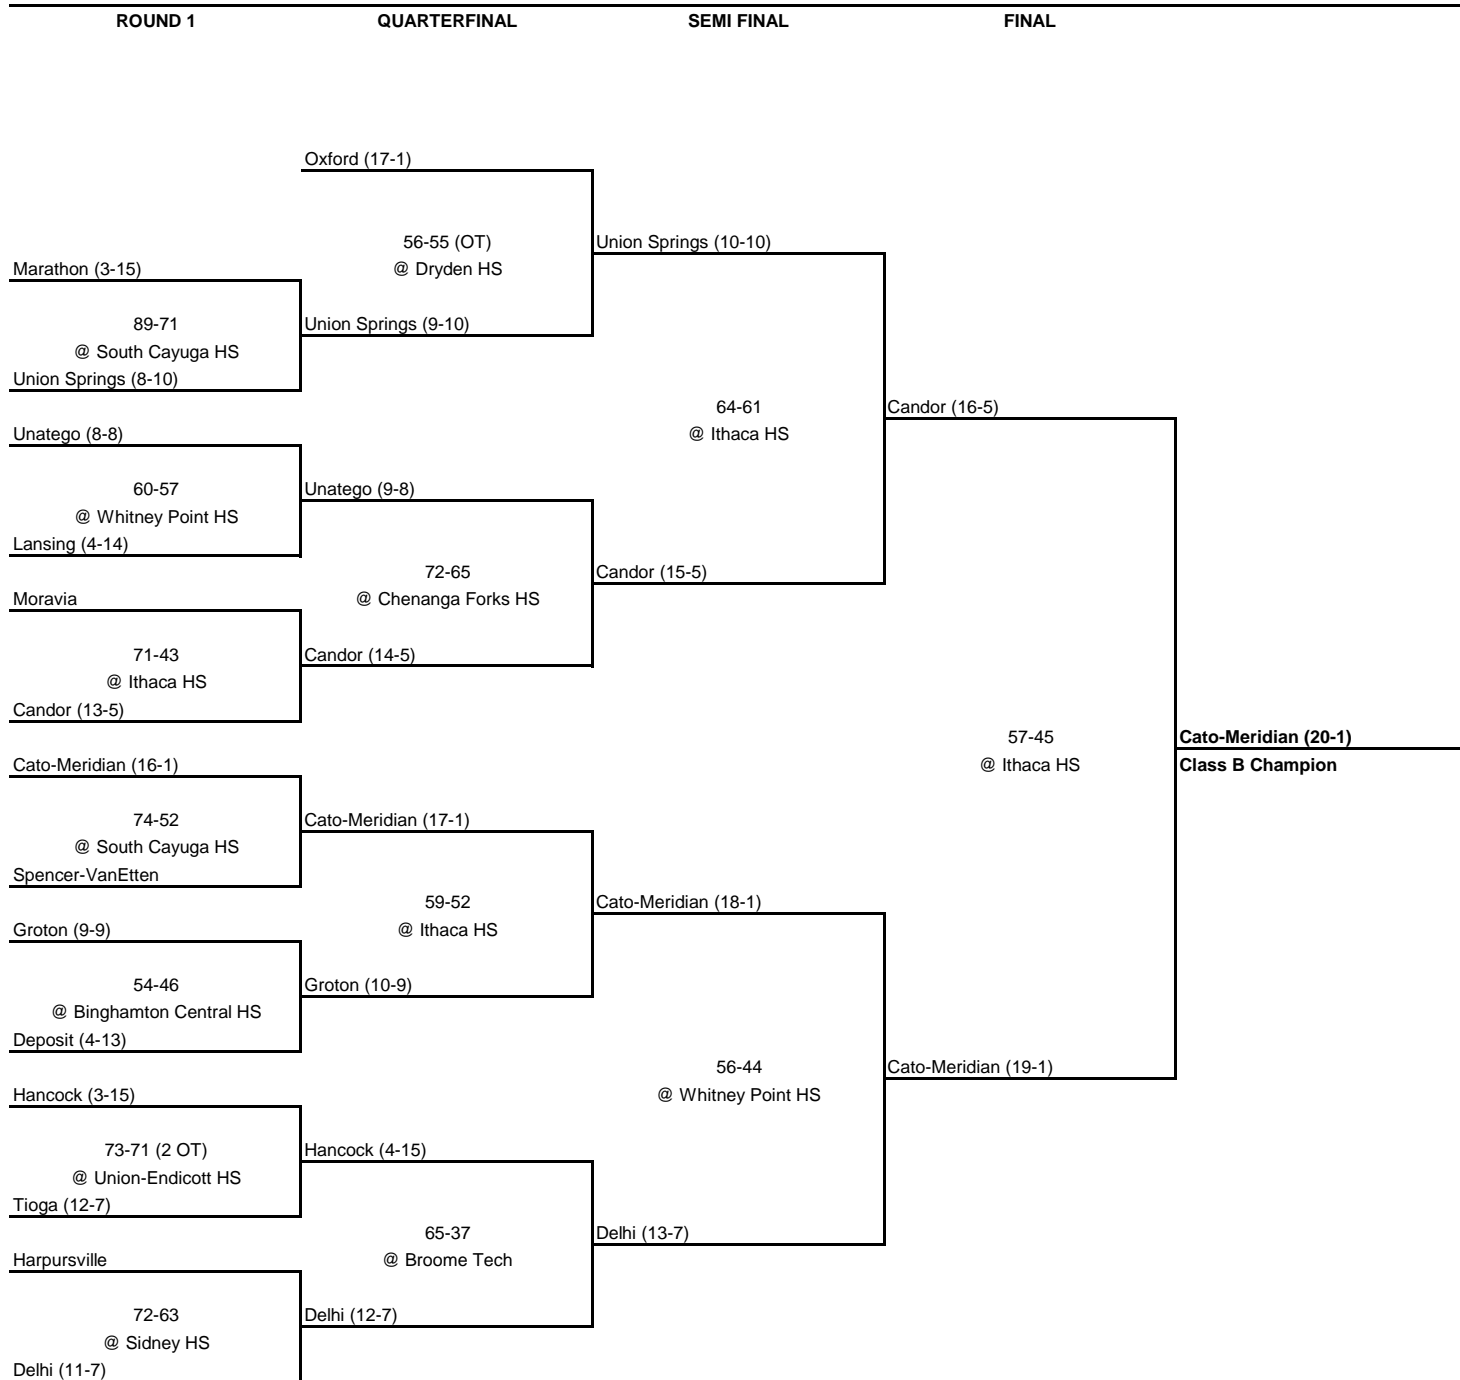 ROUND 1 QUARTERFINAL SEMI FINAL FINAL
Oxford (17-1)
56-55 (OT) Union Springs (10-10)
Marathon (3-15) @ Dryden HS
89-71 Union Springs (9-10)
@ South Cayuga HS
Union Springs (8-10)
64-61 Candor (16-5)
Unatego (8-8) @ Ithaca HS
60-57 Unatego (9-8)
@ Whitney Point HS
Lansing (4-14)
72-65 Candor (15-5)
Moravia @ Chenanga Forks HS
71-43 Candor (14-5)
@ Ithaca HS
Candor (13-5)
57-45 Cato-Meridian (20-1)
Cato-Meridian (16-1) @ Ithaca HS Class B Champion
74-52 Cato-Meridian (17-1)
@ South Cayuga HS
Spencer-VanEtten
59-52 Cato-Meridian (18-1)
Groton (9-9) @ Ithaca HS
54-46 Groton (10-9)
@ Binghamton Central HS
Deposit (4-13)
56-44 Cato-Meridian (19-1)
Hancock (3-15) @ Whitney Point HS
73-71 (2 OT) Hancock (4-15)
@ Union-Endicott HS
Tioga (12-7)
65-37 Delhi (13-7)
Harpursville @ Broome Tech
72-63 Delhi (12-7)
@ Sidney HS
Delhi (11-7)